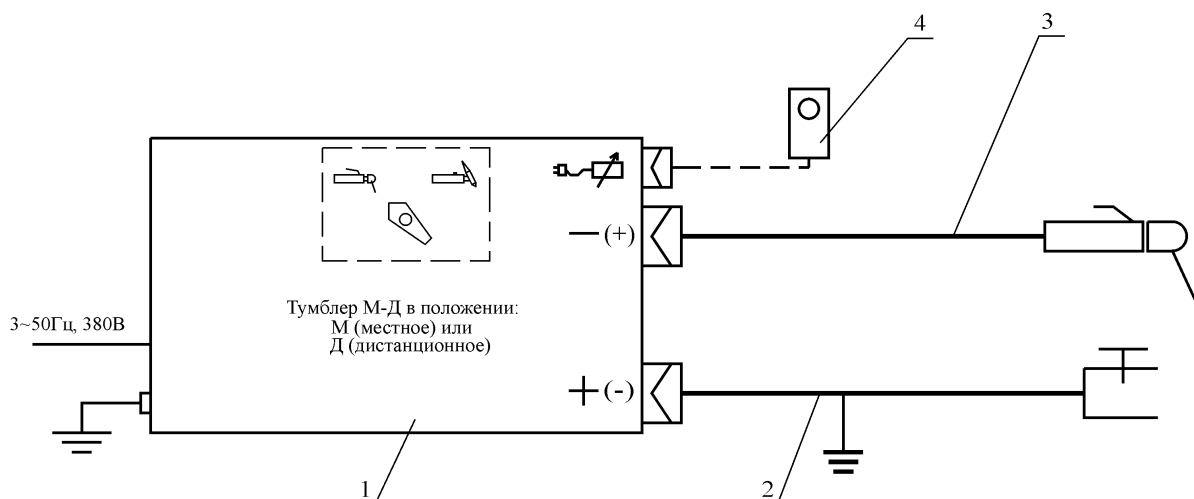 4
3
— (+)
Тумблер М-Д в положении:
М (местное) или
Д (дистанционное)
3~50Гц, 380В
+ (-)
1
2